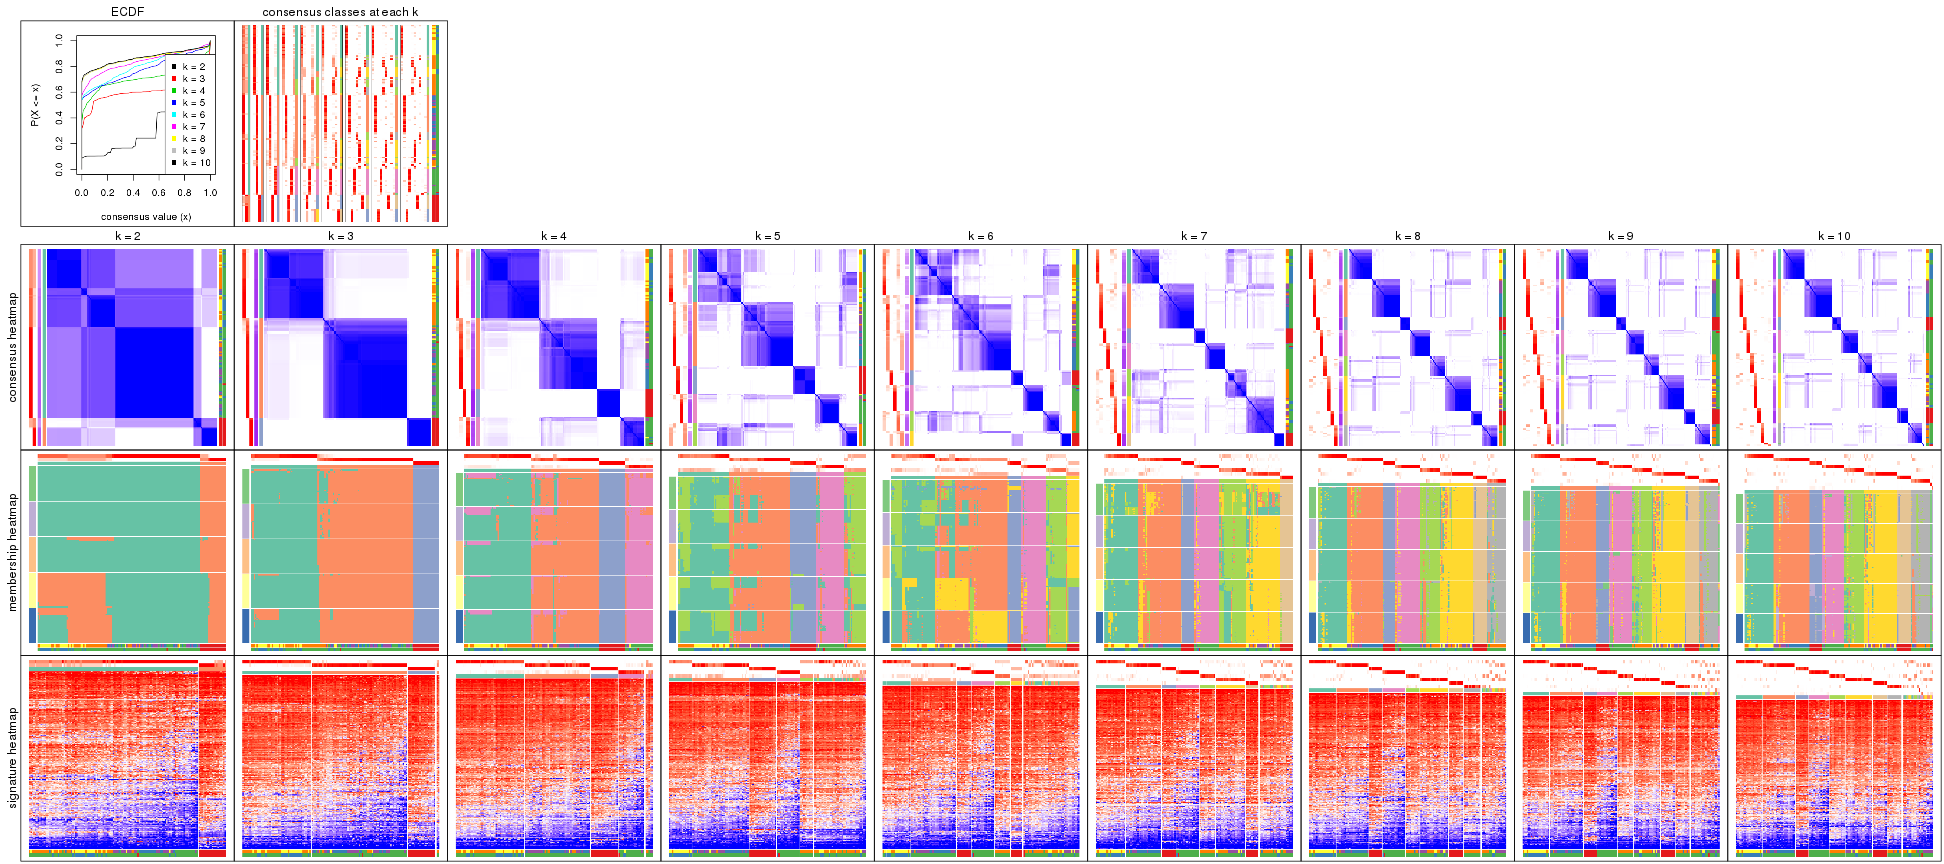 ECDF
consensus classes at each k
P(X <= x)
0.0 0.2 0.4 0.6 0.8 1.0
k = 2
k = 3
k = 4
k = 5
k = 6
k = 7
k = 8
k = 9
k = 10
0.0 0.2 0.4 0.6 0.8 1.0
consensus value (x)
k = 2 k = 3 k = 4 k = 5 k = 6 k = 7 k = 8 k = 9 k = 10
consensus heatmap
membership heatmap
signature heatmap